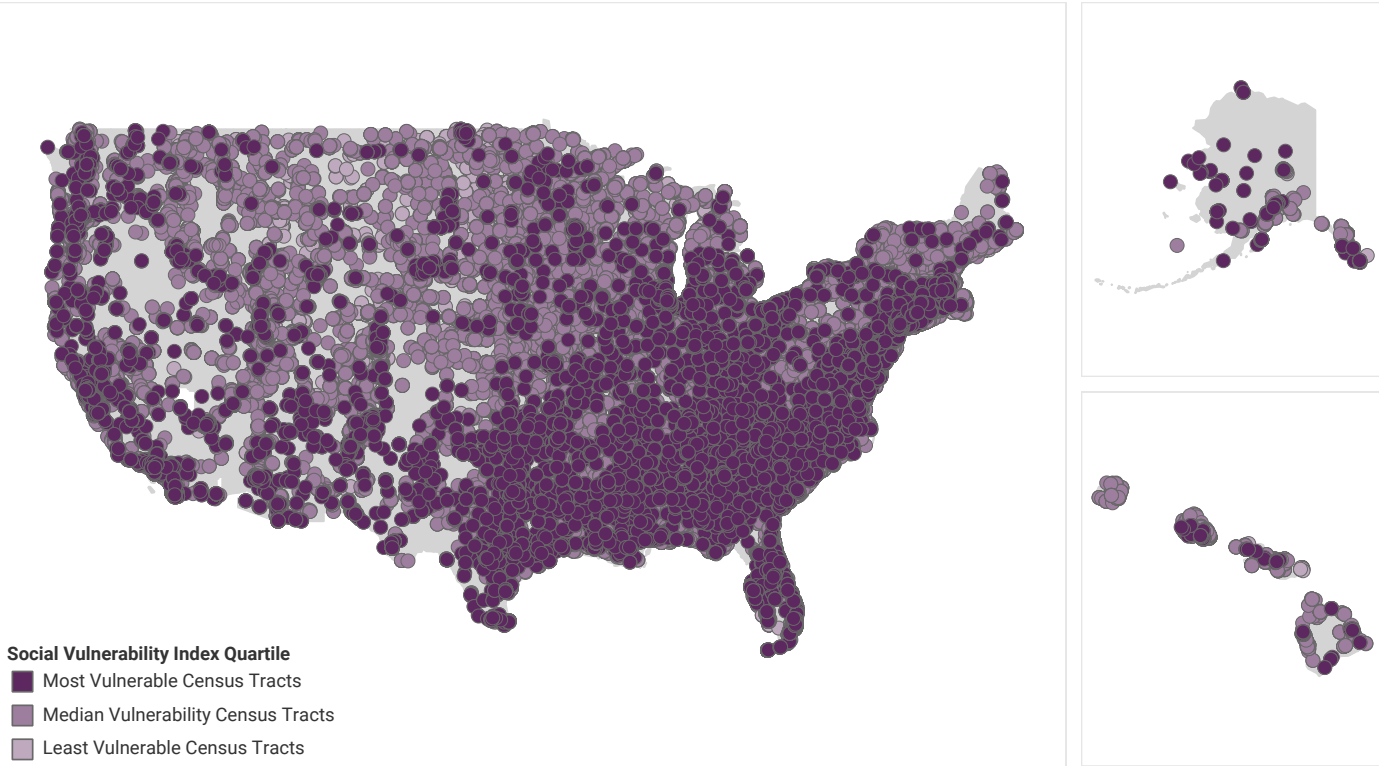 Social Vulnerability Index Quartile
Most Vulnerable Census Tracts
Median Vulnerability Census Tracts
Least Vulnerable Census Tracts